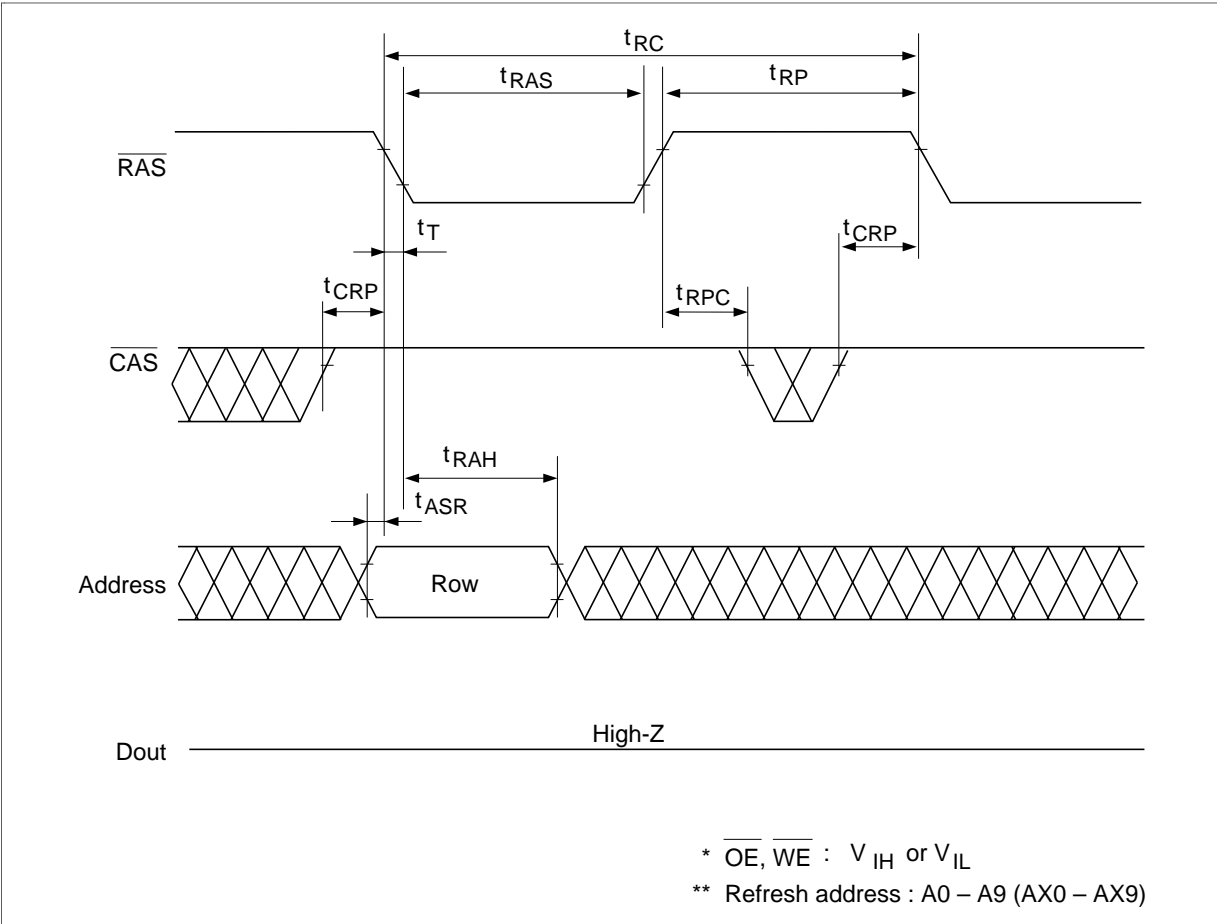 tRC
tRAS
tRP
RAS
tT
tCRP
tCRP
tRPC
CAS
tRAH
tASR
Address
Row
High-Z
Dout
* OE, WE : VIH or VIL
** Refresh address : A0 – A9 (AX0 – AX9)